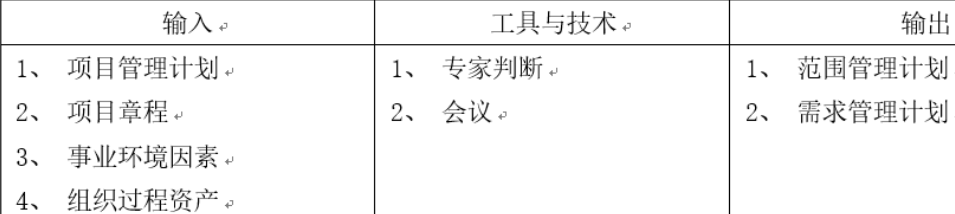 输入 工具与技术 输出
1、 项目管理计划 1、 专家判断 1、 范围管理计划
2、 项目章程 2、 会议 2、 需求管理计划
3、 事业环境因素
4、 组织过程资产